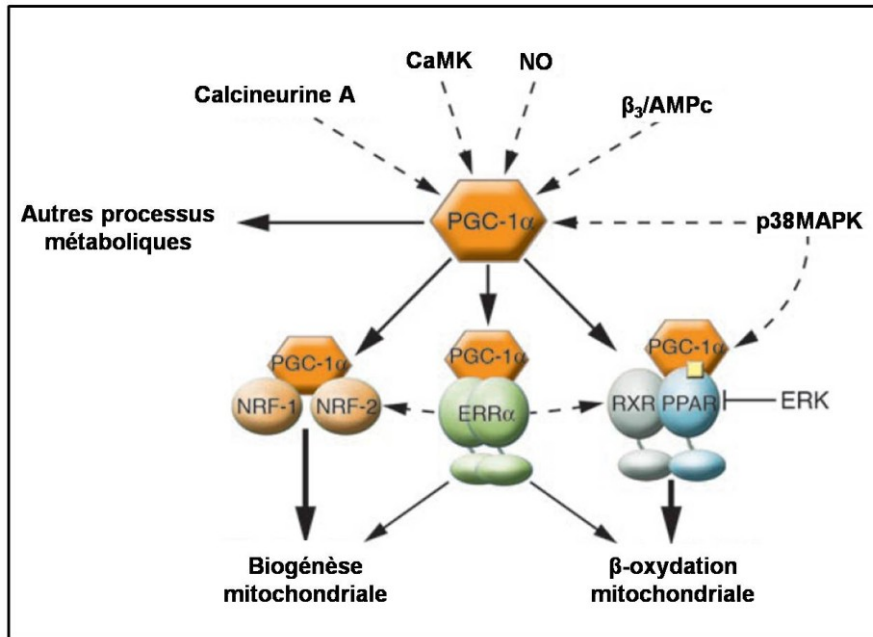 CaMK NO
Calcineurine A
β₃/AMPc
PGC-1α
Autres processus
métaboliques
p38MAPK
PGC-1α
PGC-1α
PGC-1α
NRF-1 NRF-2
ERRα
RXR PPAR
ERK
Biogénèse
mitochondriale
β-oxydation
mitochondriale